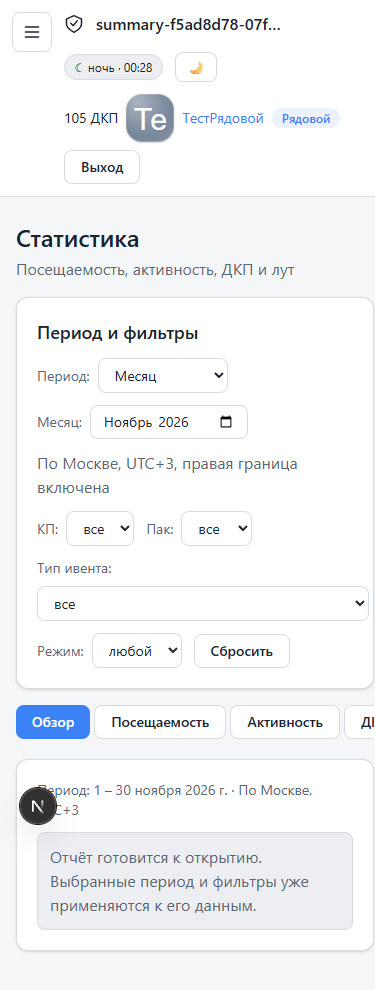 summary-f5ad8d78-07f...
ночь · 00:28
105 ДКП Te ТестРядовой Рядовой
Выход
Статистика
Посещаемость, активность, ДКП и лут
Период и фильтры
Период: Месяц
Месяц: Ноябрь 2026
По Москве, UTC+3, правая граница
включена
КП: все Пак: все
Тип ивента:
все
Режим: любой Сбросить
Обзор Посещаемость Активность
Период: 1 – 30 ноября 2026 г. · По Москве,
N
Отчёт готовится к открытию.
Выбранные период и фильтры уже
применяются к его данным.